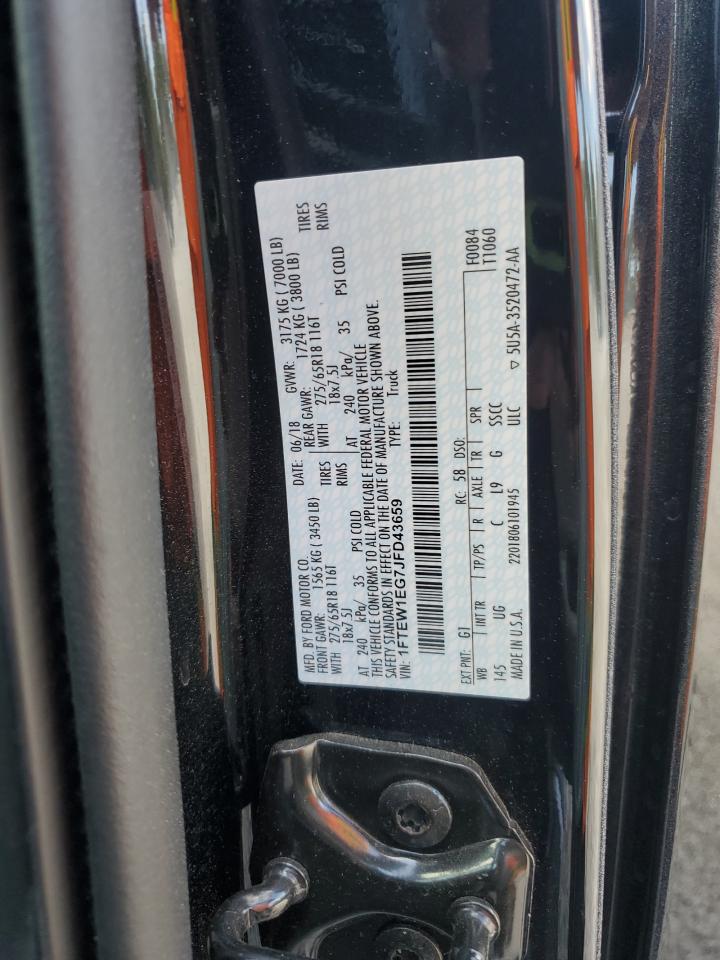 MFD. BY FORD MOTOR CO. DATE: 06/18 GVWR: 3175 KG ( 7000 LB)
FRONT GAWR: 1565 KG ( 3450 LB) REAR GAWR: 1724 KG ( 3800 LB)
WITH 275/65R18 116T TIRES WITH 275/65R18 116T TIRES
18x7.5J RIMS 18x7.5J RIMS
AT 240 kPa/ 35 PSI COLD AT 240 kPa/ 35 PSI COLD
THIS VEHICLE CONFORMS TO ALL APPLICABLE FEDERAL MOTOR VEHICLE
SAFETY STANDARDS IN EFFECT ON THE DATE OF MANUFACTURE SHOWN ABOVE.
VIN: 1FTEW1EG7JFD43659 TYPE: Truck
EXT PNT: G1 RC: 58 DSO: F0084
WB INT TR TP/PS R AXLE TR SPR T1060
145 UG C L9 G SSCC
MADE IN U.S.A. 2201806101945 ULC ▽ 5U5A-3520472-AA